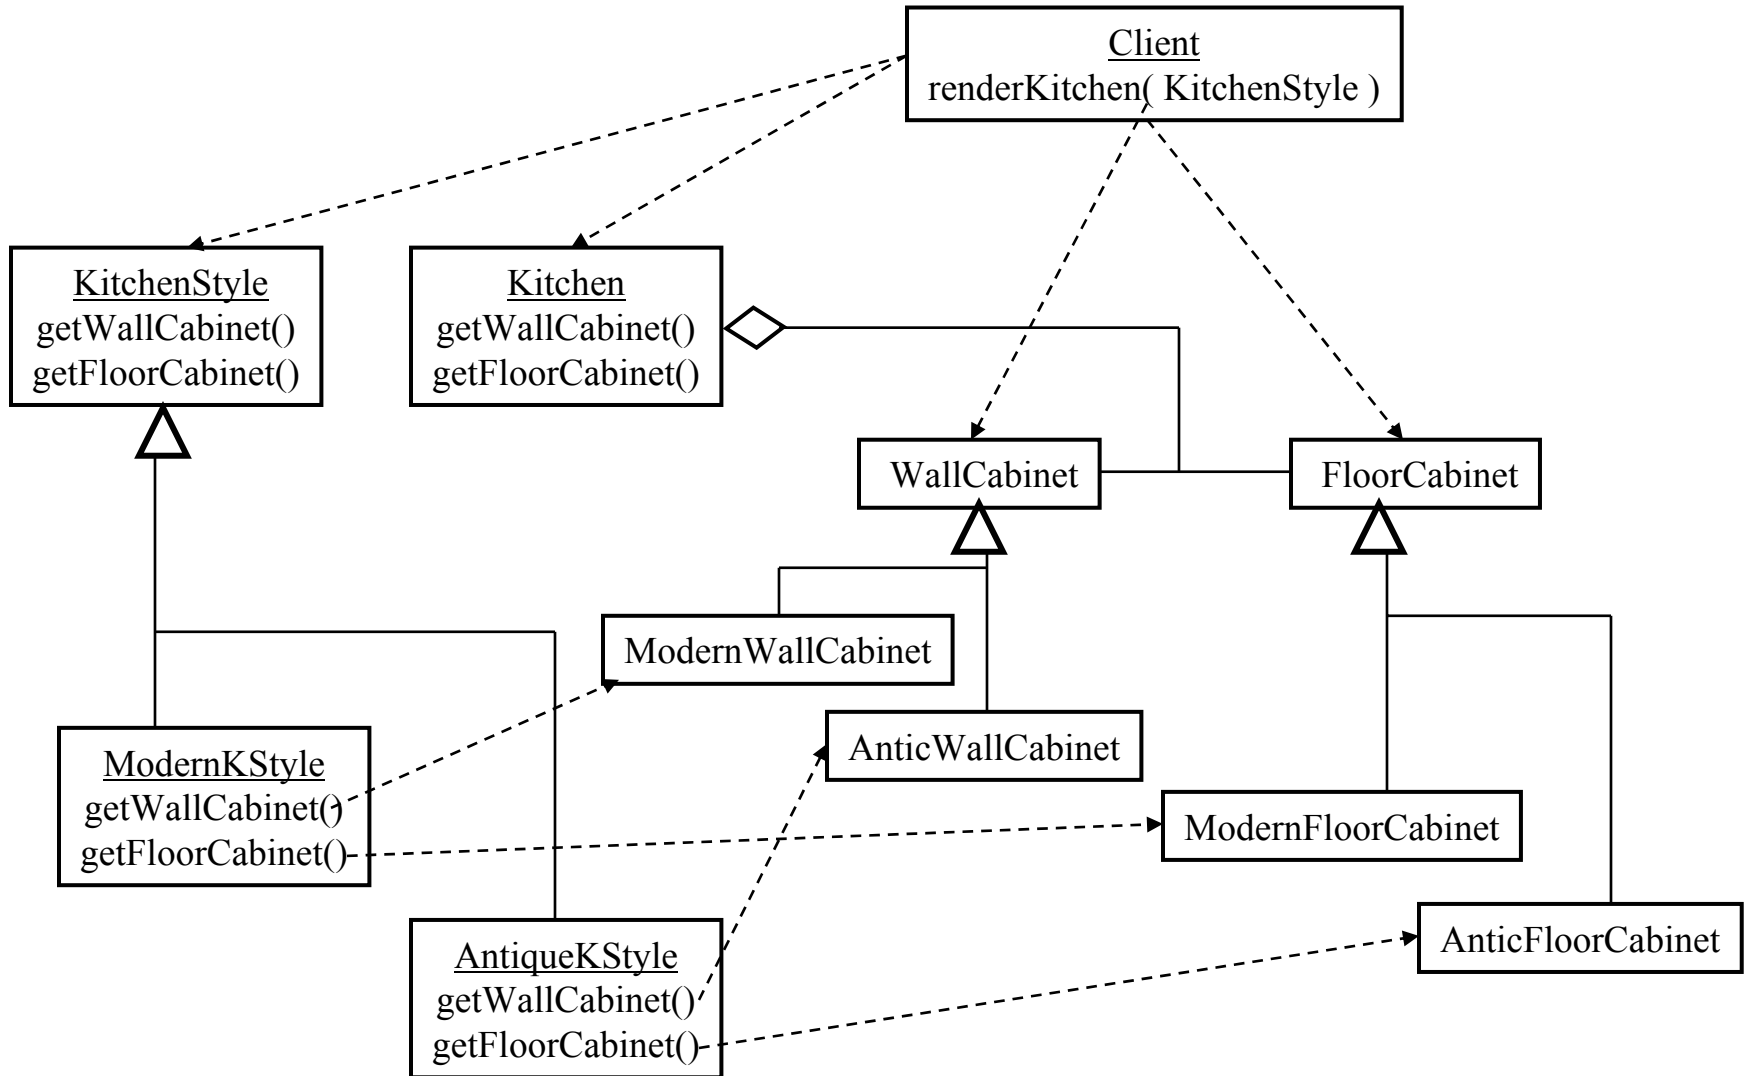 Client
renderKitchen( KitchenStyle )
KitchenStyle
getWallCabinet()
getFloorCabinet()
Kitchen
getWallCabinet()
getFloorCabinet()
WallCabinet
FloorCabinet
ModernWallCabinet
AnticWallCabinet
ModernKStyle
getWallCabinet()
getFloorCabinet()
ModernFloorCabinet
AntiqueKStyle
getWallCabinet()
getFloorCabinet()
AnticFloorCabinet